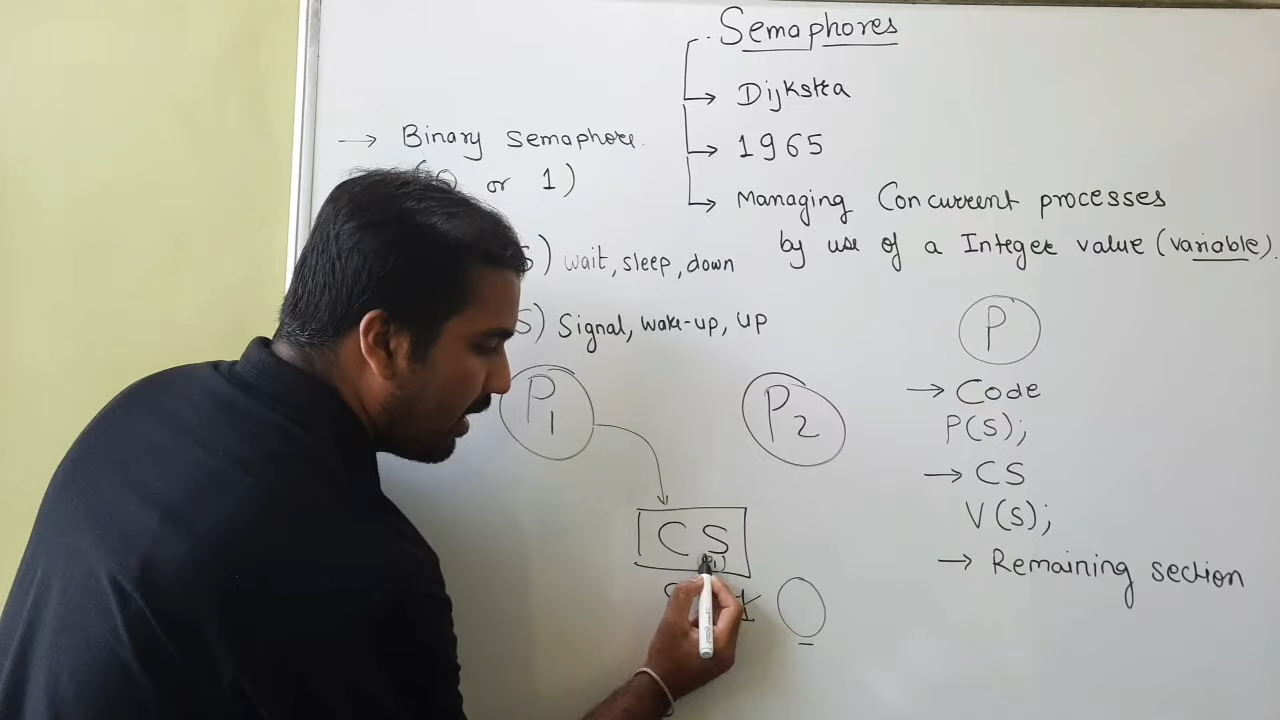 Semaphores
→ Dijkstra
→ 1965
→ Managing Concurrent processes
by use of a Integer value (variable).
→ Binary Semaphore.
(0 or 1)
S) wait, sleep, down
S) Signal, wake-up, up
P1
P2
CS
P
→ Code
P(S);
→ CS
V(S);
→ Remaining section